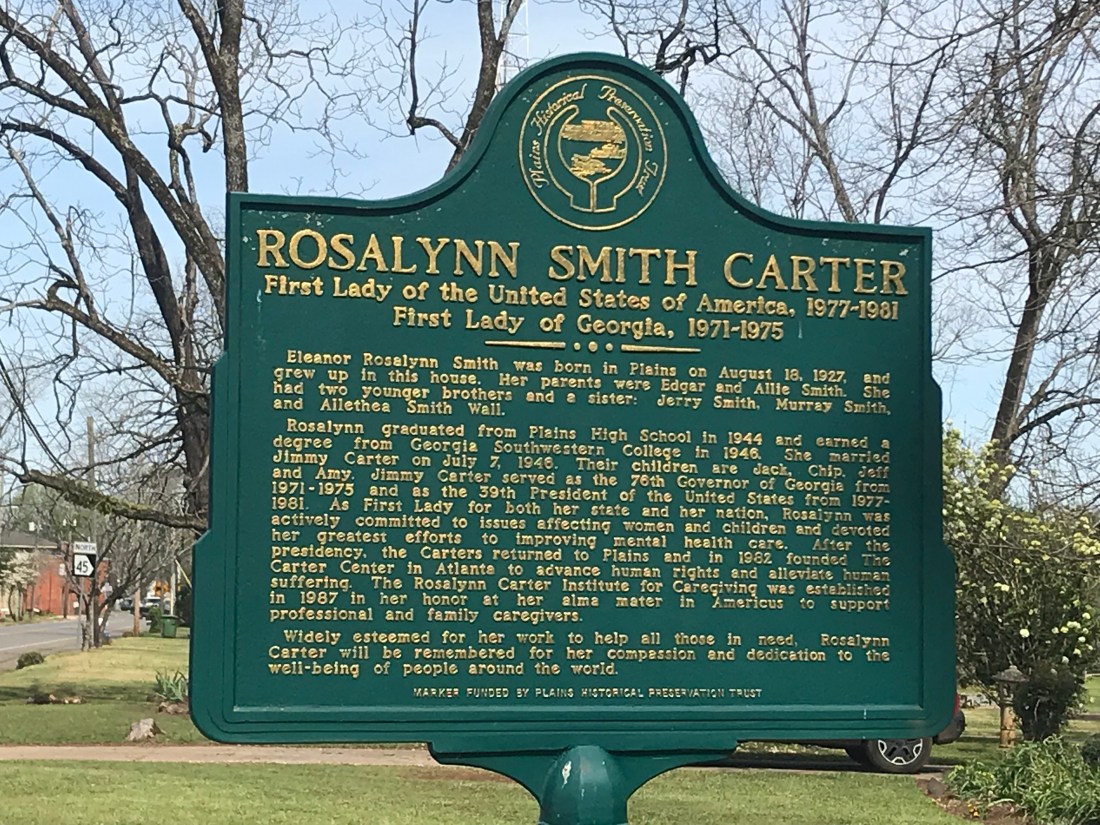 Plains Historical Preservation Trust
ROSALYNN SMITH CARTER
First Lady of the United States of America, 1977-1981
First Lady of Georgia, 1971-1975
Eleanor Rosalynn Smith was born in Plains on August 18, 1927, and
grew up in this house. Her parents were Edgar and Allie Smith. She
had two younger brothers and a sister: Jerry Smith, Murray Smith,
and Allethea Smith Wall.
Rosalynn graduated from Plains High School in 1944 and earned a
degree from Georgia Southwestern College in 1946. She married
Jimmy Carter on July 7, 1946. Their children are Jack, Chip, Jeff
and Amy. Jimmy Carter served as the 76th Governor of Georgia from
1971-1975 and as the 39th President of the United States from 1977-
1981. As First Lady for both her state and her nation, Rosalynn was
actively committed to issues affecting women and children and devoted
her greatest efforts to improving mental health care. After the
presidency, the Carters returned to Plains and in 1982 founded The
Carter Center in Atlanta to advance human rights and alleviate human
suffering. The Rosalynn Carter Institute for Caregiving was established
in 1987 in her honor at her alma mater in Americus to support
professional and family caregivers.
Widely esteemed for her work to help all those in need, Rosalynn
Carter will be remembered for her compassion and dedication to the
well-being of people around the world.
MARKER FUNDED BY PLAINS HISTORICAL PRESERVATION TRUST
NORTH
45